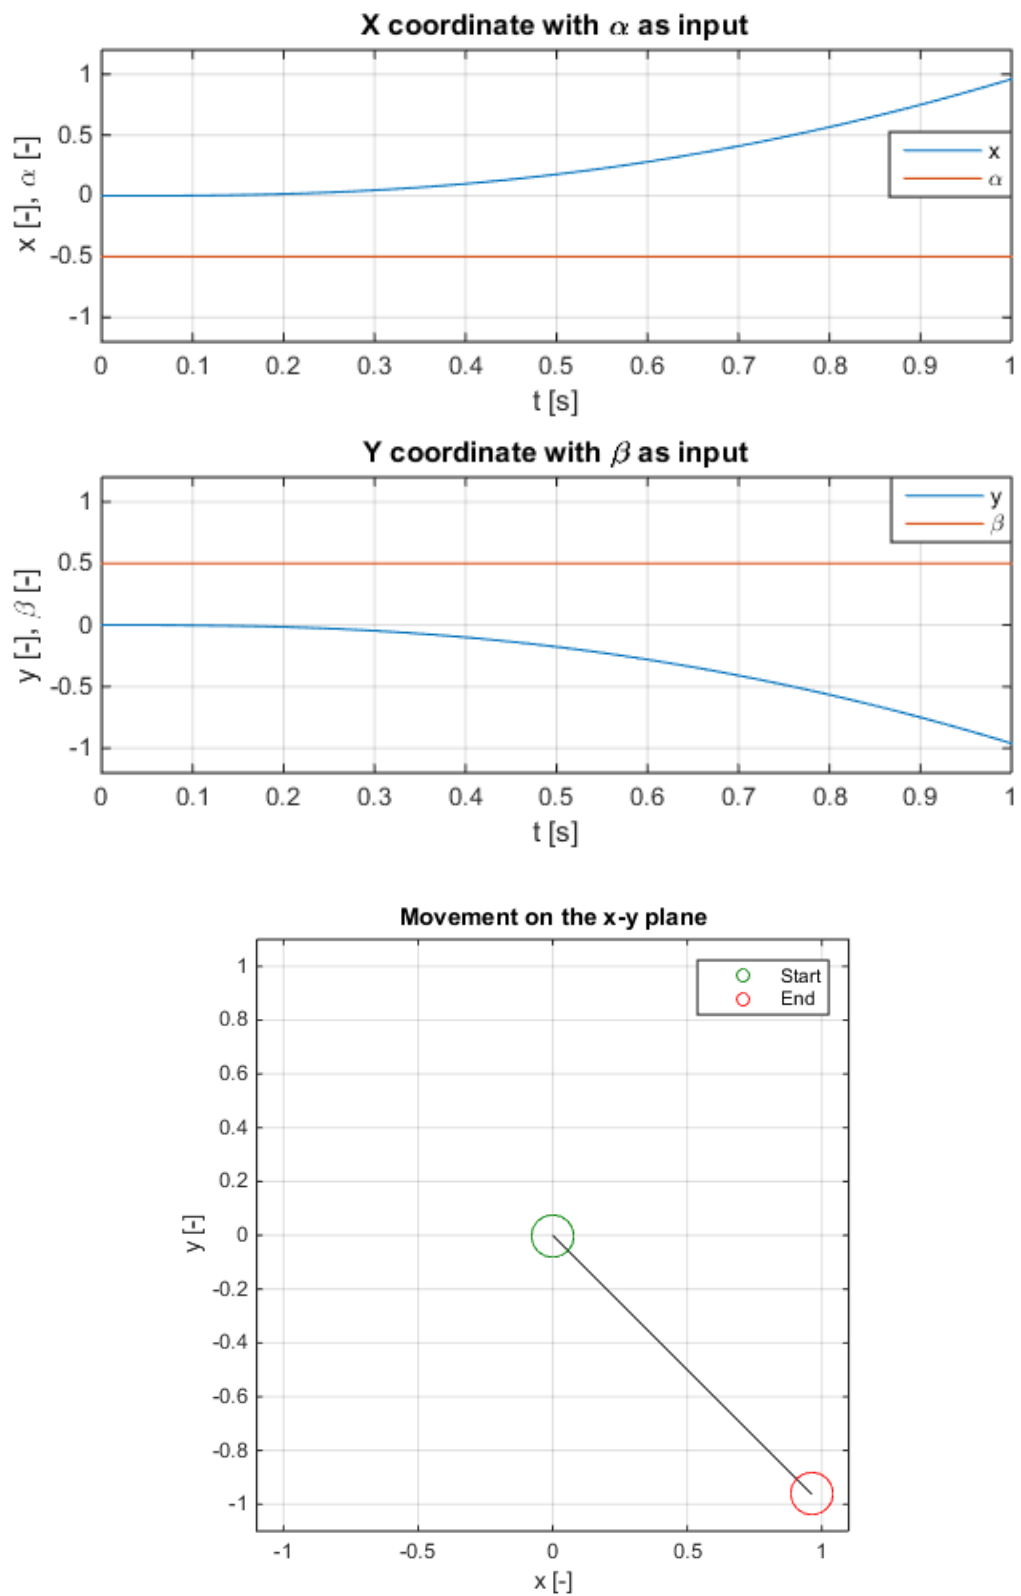 X coordinate with α as input
x [-], α [-]
1
0.5
0
-0.5
-1
x
α
0 0.1 0.2 0.3 0.4 0.5 0.6 0.7 0.8 0.9 1
t [s]
Y coordinate with β as input
y [-], β [-]
1
0.5
0
-0.5
-1
y
β
0 0.1 0.2 0.3 0.4 0.5 0.6 0.7 0.8 0.9 1
t [s]
Movement on the x-y plane
y [-]
1
0.8
0.6
0.4
0.2
0
-0.2
-0.4
-0.6
-0.8
-1
Start
End
-1 -0.5 0 0.5 1
x [-]